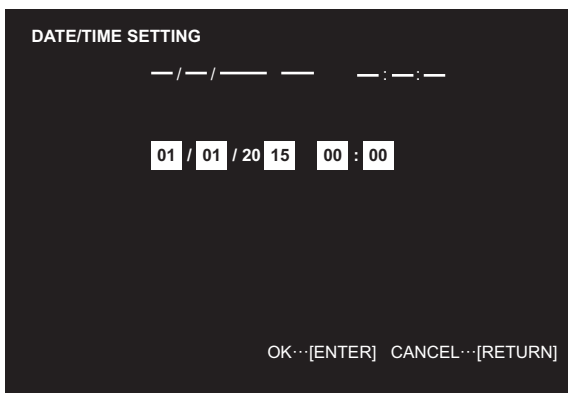 DATE/TIME SETTING
—/—/—— — —:—:—
01 / 01 / 20 15 00 : 00
OK···[ENTER] CANCEL···[RETURN]